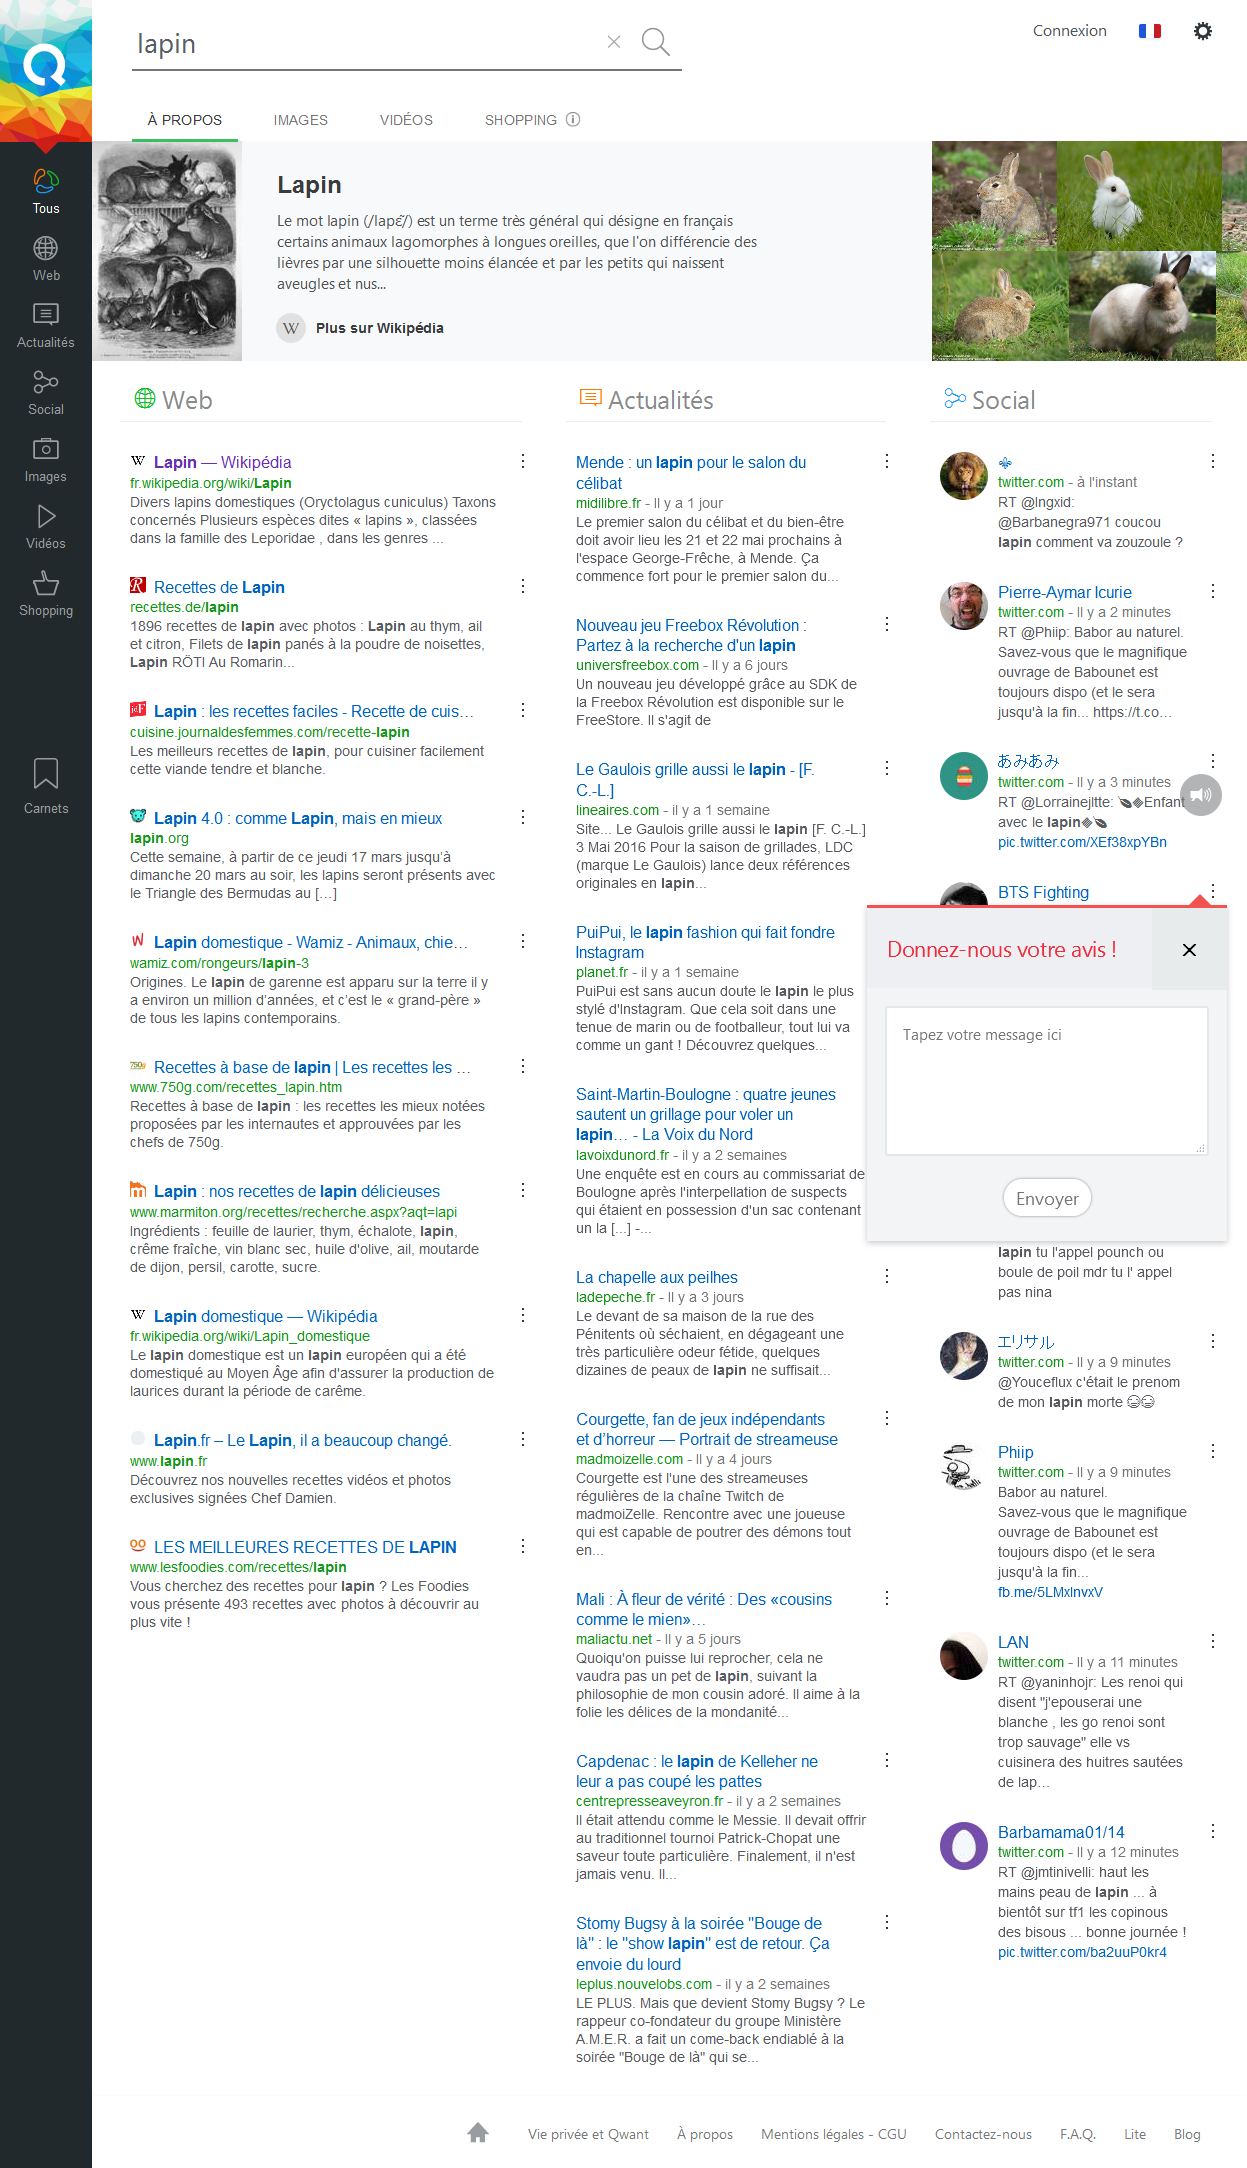 lapin
Connexion
À PROPOS
IMAGES
VIDÉOS
SHOPPING
Tous
Web
Actualités
Social
Images
Vidéos
Shopping
Carnets
Lapin
Le mot lapin (/lapɛ̃/) est un terme très général qui désigne en français
certains animaux lagomorphes à longues oreilles, que l'on différencie des
lièvres par une silhouette moins élancée et par les petits qui naissent
aveugles et nus...
W Plus sur Wikipédia
Web
W Lapin — Wikipédia
fr.wikipedia.org/wiki/Lapin
Divers lapins domestiques (Oryctolagus cuniculus) Taxons
concernés Plusieurs espèces dites « lapins », classées
dans la famille des Leporidae , dans les genres ...
R Recettes de Lapin
recettes.de/lapin
1896 recettes de lapin avec photos : Lapin au thym, ail
et citron, Filets de lapin panés à la poudre de noisettes,
Lapin RÖTI Au Romarin...
Lapin : les recettes faciles - Recette de cuis…
cuisine.journaldesfemmes.com/recette-lapin
Les meilleurs recettes de lapin, pour cuisiner facilement
cette viande tendre et blanche.
Lapin 4.0 : comme Lapin, mais en mieux
lapin.org
Cette semaine, à partir de ce jeudi 17 mars jusqu'à
dimanche 20 mars au soir, les lapins seront présents avec
le Triangle des Bermudas au […]
W Lapin domestique - Wamiz - Animaux, chie…
wamiz.com/rongeurs/lapin-3
Origines. Le lapin de garenne est apparu sur la terre il y
a environ un million d'années, et c'est le « grand-père »
de tous les lapins contemporains.
750g Recettes à base de lapin | Les recettes les …
www.750g.com/recettes_lapin.htm
Recettes à base de lapin : les recettes les mieux notées
proposées par les internautes et approuvées par les
chefs de 750g.
m Lapin : nos recettes de lapin délicieuses
www.marmiton.org/recettes/recherche.aspx?aqt=lapi
Ingrédients : feuille de laurier, thym, échalote, lapin,
crême fraîche, vin blanc sec, huile d'olive, ail, moutarde
de dijon, persil, carotte, sucre.
W Lapin domestique — Wikipédia
fr.wikipedia.org/wiki/Lapin_domestique
Le lapin domestique est un lapin européen qui a été
domestiqué au Moyen Âge afin d'assurer la production de
laurices durant la période de carême.
Lapin.fr – Le Lapin, il a beaucoup changé.
www.lapin.fr
Découvrez nos nouvelles recettes vidéos et photos
exclusives signées Chef Damien.
LES MEILLEURES RECETTES DE LAPIN
www.lesfoodies.com/recettes/lapin
Vous cherchez des recettes pour lapin ? Les Foodies
vous présente 493 recettes avec photos à découvrir au
plus vite !
Actualités
Mende : un lapin pour le salon du
célibat
midilibre.fr - Il y a 1 jour
Le premier salon du célibat et du bien-être
doit avoir lieu les 21 et 22 mai prochains à
l'espace George-Frêche, à Mende. Ça
commence fort pour le premier salon du...
Nouveau jeu Freebox Révolution :
Partez à la recherche d'un lapin
universfreebox.com - Il y a 6 jours
Un nouveau jeu développé grâce au SDK de
la Freebox Révolution est disponible sur le
FreeStore. Il s'agit de
Le Gaulois grille aussi le lapin - [F.
C.-L.]
lineaires.com - il y a 1 semaine
Site... Le Gaulois grille aussi le lapin [F. C.-L.]
3 Mai 2016 Pour la saison de grillades, LDC
(marque Le Gaulois) lance deux références
originales en lapin...
PuiPui, le lapin fashion qui fait fondre
Instagram
planet.fr - il y a 1 semaine
PuiPui est sans aucun doute le lapin le plus
stylé d'Instagram. Que cela soit dans une
tenue de marin ou de footballeur, tout lui va
comme un gant ! Découvrez quelques...
Saint-Martin-Boulogne : quatre jeunes
sautent un grillage pour voler un
lapin… - La Voix du Nord
lavoixdunord.fr - il y a 2 semaines
Une enquête est en cours au commissariat de
Boulogne après l'interpellation de suspects
qui étaient en possession d'un sac contenant
un la [...] -...
La chapelle aux peilhes
ladepeche.fr - Il y a 3 jours
Le devant de sa maison de la rue des
Pénitents où séchaient, en dégageant une
très particulière odeur fétide, quelques
dizaines de peaux de lapin ne suffisait...
Courgette, fan de jeux indépendants
et d'horreur — Portrait de streameuse
madmoizelle.com - Il y a 4 jours
Courgette est l'une des streameuses
régulières de la chaîne Twitch de
madmoiZelle. Rencontre avec une joueuse
qui est capable de poutrer des démons tout
en...
Mali : À fleur de vérité : Des «cousins
comme le mien»…
maliactu.net - Il y a 5 jours
Quoiqu'on puisse lui reprocher, cela ne
vaudra pas un pet de lapin, suivant la
philosophie de mon cousin adoré. Il aime à la
folie les délices de la mondanité...
Capdenac : le lapin de Kelleher ne
leur a pas coupé les pattes
centrepresseaveyron.fr - il y a 2 semaines
Il était attendu comme le Messie. Il devait offrir
au traditionnel tournoi Patrick-Chopat une
saveur toute particulière. Finalement, il n'est
jamais venu. Il...
Stomy Bugsy à la soirée "Bouge de
là" : le "show lapin" est de retour. Ça
envoie du lourd
leplus.nouvelobs.com - il y a 2 semaines
LE PLUS. Mais que devient Stomy Bugsy ? Le
rappeur co-fondateur du groupe Ministère
A.M.E.R. a fait un come-back endiablé à la
soirée "Bouge de là" qui se...
Social
⚜
twitter.com - à l'instant
RT @lngxid:
@Barbanegra971 coucou
lapin comment va zouzoule ?
Pierre-Aymar Icurie
twitter.com - Il y a 2 minutes
RT @Phiip: Babor au naturel.
Savez-vous que le magnifique
ouvrage de Babounet est
toujours dispo (et le sera
jusqu'à la fin... https://t.co…
あみあみ
twitter.com - Il y a 3 minutes
RT @Lorrainejltte: Enfant
avec le lapin
pic.twitter.com/XEf38xpYBn
BTS Fighting
Donnez-nous votre avis !
Tapez votre message ici
Envoyer
lapin tu l'appel pounch ou
boule de poil mdr tu l' appel
pas nina
エリサル
twitter.com - Il y a 9 minutes
@Youceflux c'était le prenom
de mon lapin morte
Phiip
twitter.com - Il y a 9 minutes
Babor au naturel.
Savez-vous que le magnifique
ouvrage de Babounet est
toujours dispo (et le sera
jusqu'à la fin...
fb.me/5LMxlnvxV
LAN
twitter.com - Il y a 11 minutes
RT @yaninhojr: Les renoi qui
disent "j'epouserai une
blanche , les go renoi sont
trop sauvage" elle vs
cuisinera des huitres sautées
de lap…
Barbamama01/14
twitter.com - Il y a 12 minutes
RT @jmtinivelli: haut les
mains peau de lapin ... à
bientôt sur tf1 les copinous
des bisous ... bonne journée !
pic.twitter.com/ba2uuP0kr4
Vie privée et Qwant
À propos
Mentions légales - CGU
Contactez-nous
F.A.Q.
Lite
Blog